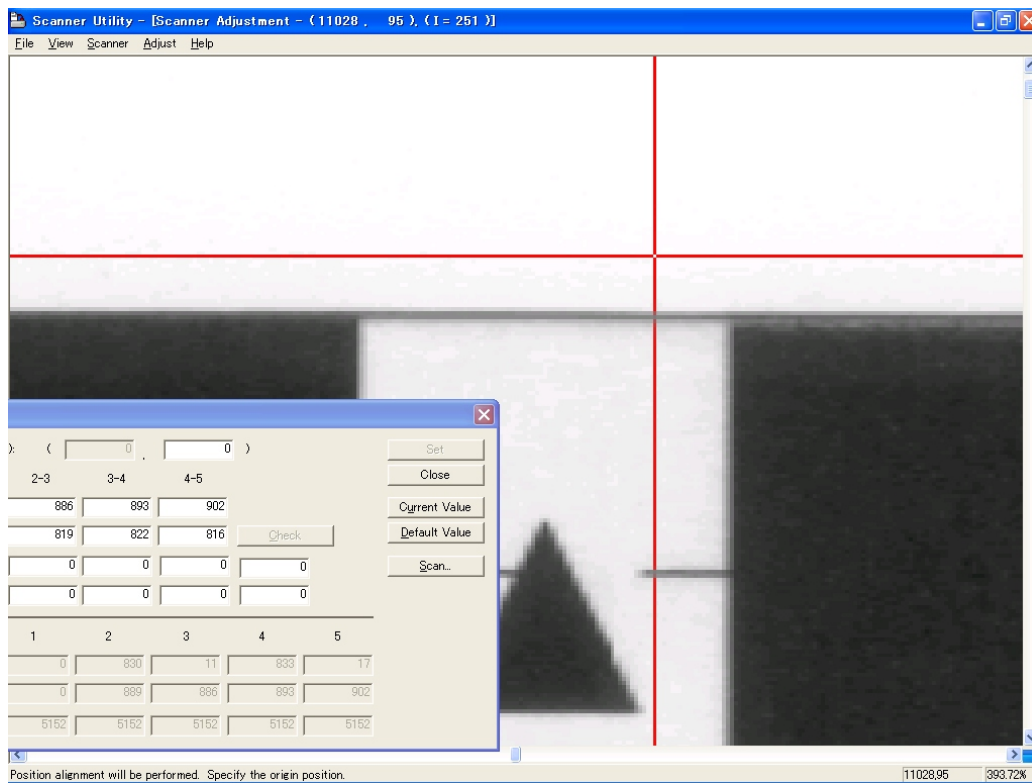 Scanner Utility - [Scanner Adjustment - ( 11028 , 95 ), ( I = 251 )]
File View Scanner Adjust Help
): ( 0 , 0 ) Set
2-3 3-4 4-5 Close
886 893 902 Current Value
819 822 816 Check Default Value
0 0 0 0 Scan...
0 0 0 0
1 2 3 4 5
0 830 11 833 17
0 889 886 893 902
5152 5152 5152 5152 5152
Position alignment will be performed. Specify the origin position. 11028,95 393.72%